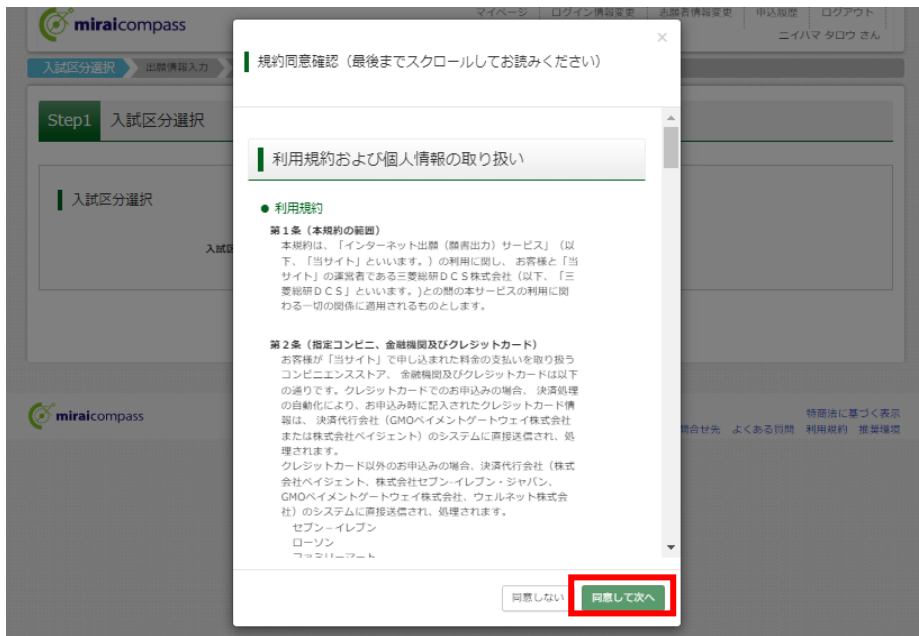 miraicompass
マイページ ログイン情報変更 志願者情報変更 申込履歴 ログアウト
ニイハマ タロウ さん
入試区分選択 出願情報入力
Step1 入試区分選択
入試区分選択
入試区
規約同意確認（最後までスクロールしてお読みください）
×
利用規約および個人情報の取り扱い
● 利用規約
第１条（本規約の範囲）
本規約は、「インターネット出願（願書出力）サービス」（以
下、「当サイト」といいます。）の利用に関し、 お客様と「当
サイト」の運営者である三菱総研ＤＣＳ株式会社（以下、「三
菱総研ＤＣＳ」といいます。)との間の本サービスの利用に関
わる一切の関係に適用されるものとします。
第２条（指定コンビニ、金融機関及びクレジットカード）
お客様が「当サイト」で申し込まれた料金の支払いを取り扱う
コンビニエンスストア、 金融機関及びクレジットカードは以下
の通りです。クレジットカードでのお申込みの場合、 決済処理
の自動化により、お申込み時に記入されたクレジットカード情
報は、 決済代行会社（GMOペイメントゲートウェイ株式会社
または株式会社ペイジェント）のシステムに直接送信され、処
理されます。
クレジットカード以外のお申込みの場合、決済代行会社（株式
会社ペイジェント、株式会社セブン-イレブン・ジャパン、
GMOペイメントゲートウェイ株式会社、ウェルネット株式会
社）のシステムに直接送信され、処理されます。
セブン－イレブン
ローソン
ファミリーマート
同意しない 同意して次へ
miraicompass
特商法に基づく表示
問合せ先 よくある質問 利用規約 推奨環境